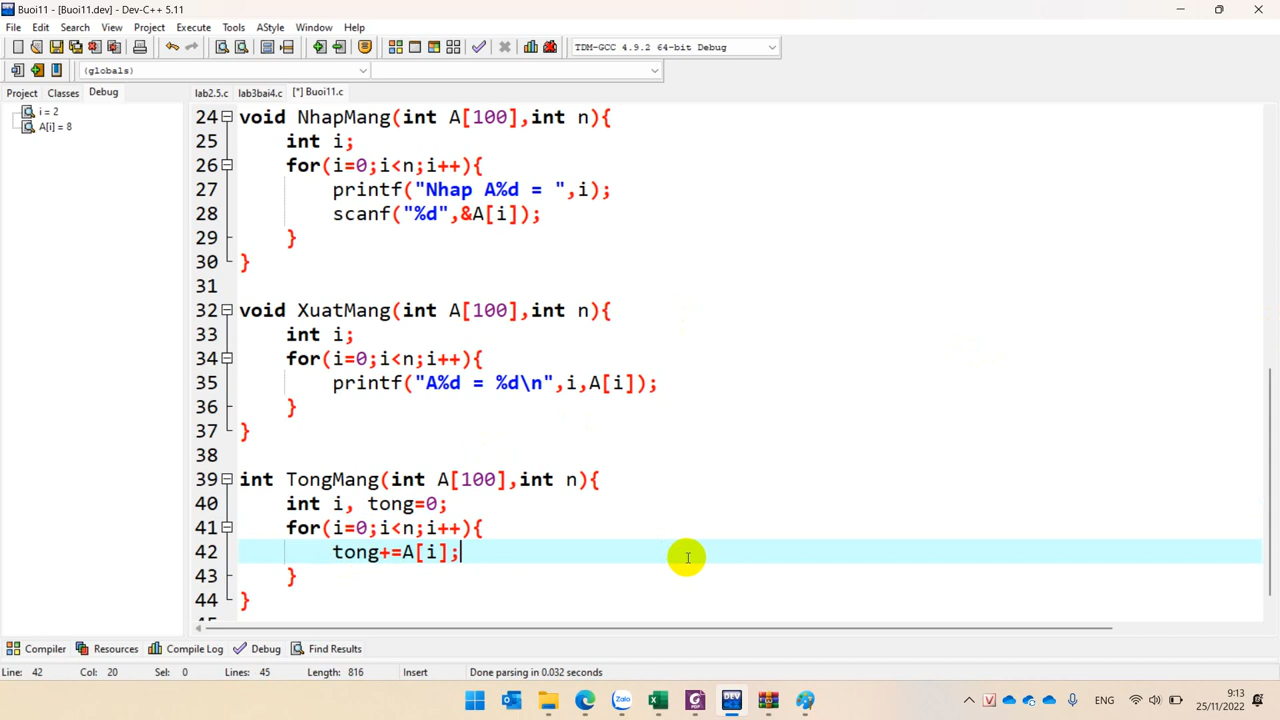 Buoi11 - [Buoi11.dev] - Dev-C++ 5.11
File Edit Search View Project Execute Tools AStyle Window Help
TDM-GCC 4.9.2 64-bit Debug
(globals)
Project Classes Debug
lab2.5.c lab3bai4.c [*] Buoi11.c
i = 2
A[i] = 8
24 void NhapMang(int A[100],int n){
25 int i;
26 for(i=0;i<n;i++){
27 printf("Nhap A%d = ",i);
28 scanf("%d",&A[i]);
29 }
30 }
31
32 void XuatMang(int A[100],int n){
33 int i;
34 for(i=0;i<n;i++){
35 printf("A%d = %d\n",i,A[i]);
36 }
37 }
38
39 int TongMang(int A[100],int n){
40 int i, tong=0;
41 for(i=0;i<n;i++){
42 tong+=A[i];
43 }
44 }
Compiler Resources Compile Log Debug Find Results
Line: 42 Col: 20 Sel: 0 Lines: 45 Length: 816 Insert Done parsing in 0.032 seconds
Zalo
DEV
ENG
9:13
25/11/2022